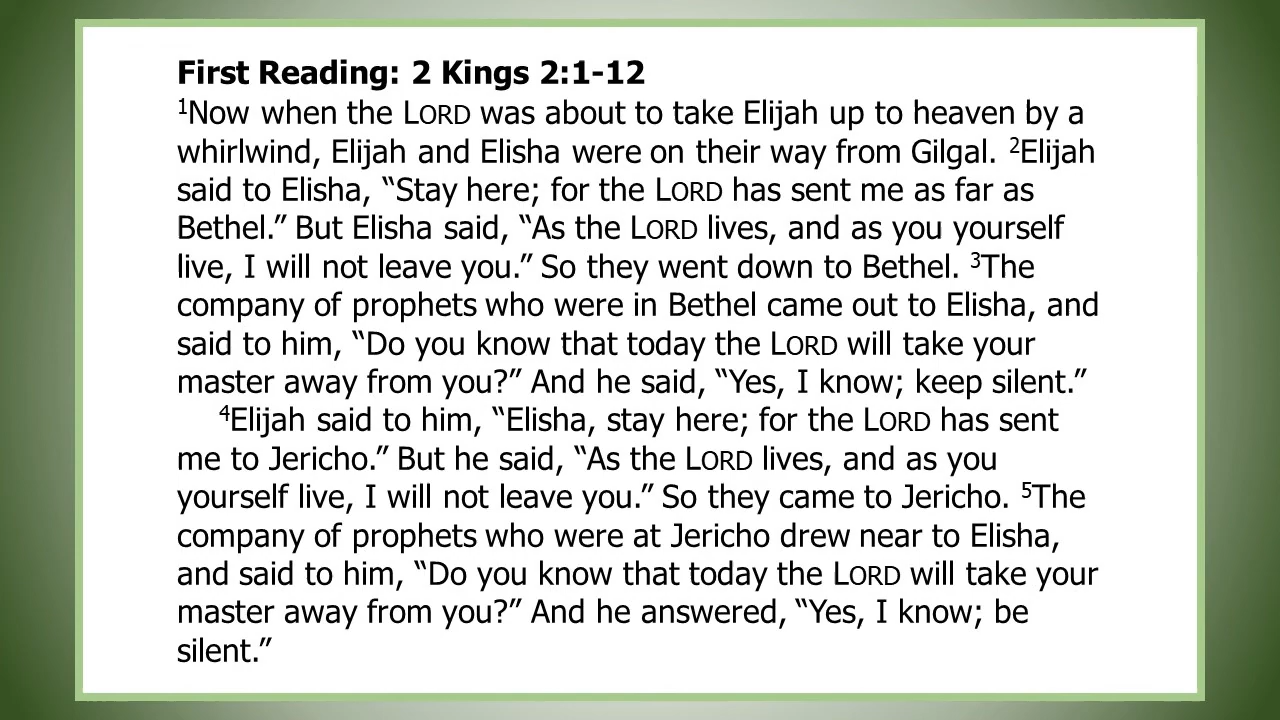 First Reading: 2 Kings 2:1-12
¹Now when the LORD was about to take Elijah up to heaven by a
whirlwind, Elijah and Elisha were on their way from Gilgal. ²Elijah
said to Elisha, “Stay here; for the LORD has sent me as far as
Bethel.” But Elisha said, “As the LORD lives, and as you yourself
live, I will not leave you.” So they went down to Bethel. ³The
company of prophets who were in Bethel came out to Elisha, and
said to him, “Do you know that today the LORD will take your
master away from you?” And he said, “Yes, I know; keep silent.”
⁴Elijah said to him, “Elisha, stay here; for the LORD has sent
me to Jericho.” But he said, “As the LORD lives, and as you
yourself live, I will not leave you.” So they came to Jericho. ⁵The
company of prophets who were at Jericho drew near to Elisha,
and said to him, “Do you know that today the LORD will take your
master away from you?” And he answered, “Yes, I know; be
silent.”